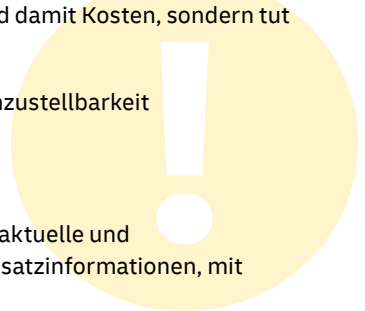 d damit Kosten, sondern tut
nzustellbarkeit
aktuelle und
satzinformationen, mit